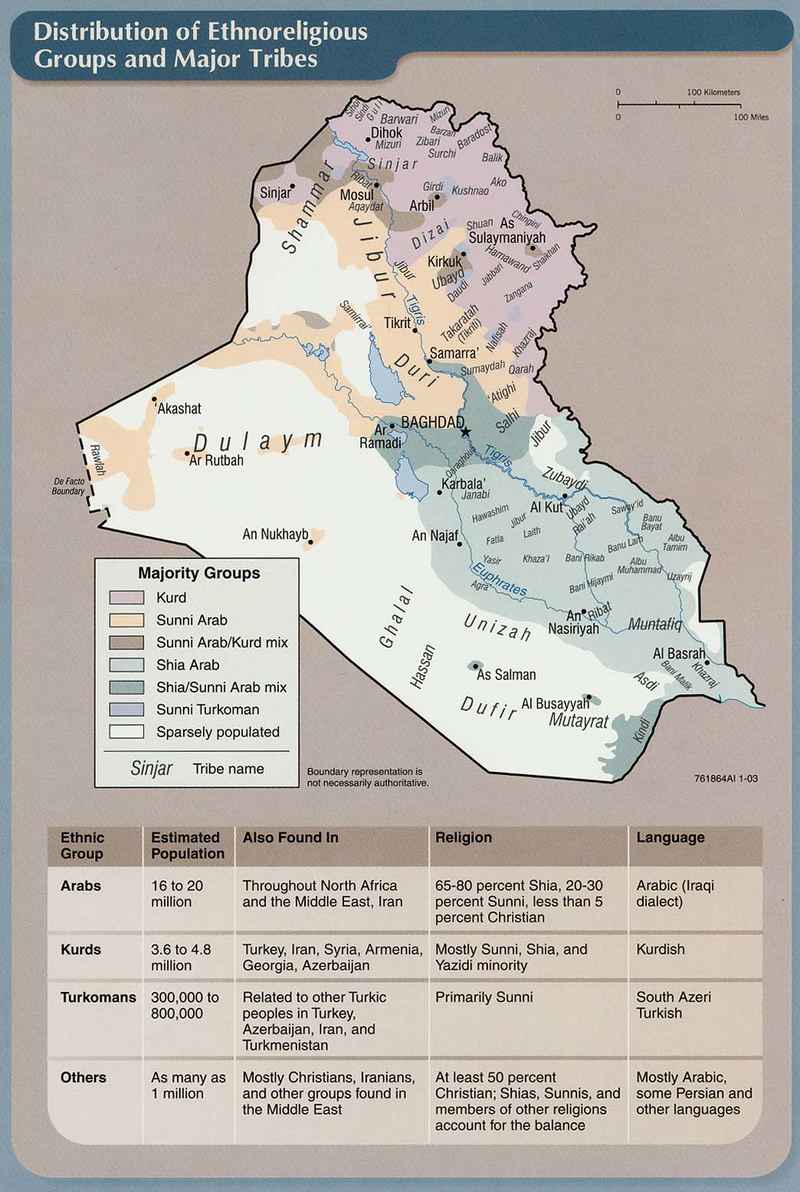 Distribution of Ethnoreligious
Groups and Major Tribes
0 100 Kilometers
0 100 Miles
Sindi
Guli
Barwari
Mizuri
Dihok
Mizuri
Zibari
Barzan
Baradost
Surchi
Sinjar
Balik
Sinjar
Ribat
Mosul
Aqaydat
Girdi
Kushnao
Ako
Arbil
Shammar
Jibur
Dizai
Shuan
As
Sulaymaniyah
Chingini
Kirkuk
Ubayd
Hamawand
Shaikhan
Jabbari
Jibur
Daudi
Zangana
Tigris
Samirrai'
Tikrit
Takaratah
(Tikriti)
Nafisah
Khazraj
Samarra'
Duri
Sumaydah
Qarah
'Atighi
Salhi
'Akashat
BAGHDAD
Ar
Ramadi
Dulaym
Ar Rutbah
Rawlah
De Facto
Boundary
Jibur
Tigris
Zubaydi
Karbala'
Janabi
Al Kut
Hawashim
Jibur
Laith
Ubayd
Rai'ah
Banu
Bayat
An Nukhayb
An Najaf
Fatla
Banu Lam
Albu
Tamim
Yasir
Khaza'l
Bani Rikab
Albu
Muhammad
Uzayrij
Euphrates
Agra
Bani Hijaymi
Ghalal
Unizah
An
Nasiriyah
Ribat
Muntafiq
Hassan
As Salman
Al Basrah
Asdi
Bani Malik
Khazraj
Dufir
Al Busayyah
Mutayrat
Kindi
Majority Groups
Kurd
Sunni Arab
Sunni Arab/Kurd mix
Shia Arab
Shia/Sunni Arab mix
Sunni Turkoman
Sparsely populated
Sinjar Tribe name
Boundary representation is
not necessarily authoritative.
761864AI 1-03
Ethnic
Group
Estimated
Population
Also Found In
Religion
Language
Arabs
16 to 20
million
Throughout North Africa
and the Middle East, Iran
65-80 percent Shia, 20-30
percent Sunni, less than 5
percent Christian
Arabic (Iraqi
dialect)
Kurds
3.6 to 4.8
million
Turkey, Iran, Syria, Armenia,
Georgia, Azerbaijan
Mostly Sunni, Shia, and
Yazidi minority
Kurdish
Turkomans
300,000 to
800,000
Related to other Turkic
peoples in Turkey,
Azerbaijan, Iran, and
Turkmenistan
Primarily Sunni
South Azeri
Turkish
Others
As many as
1 million
Mostly Christians, Iranians,
and other groups found in
the Middle East
At least 50 percent
Christian; Shias, Sunnis, and
members of other religions
account for the balance
Mostly Arabic,
some Persian and
other languages